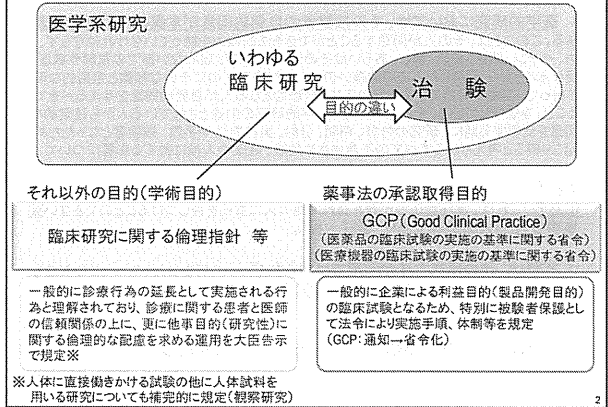 医学系研究
いわゆる
臨床研究
治 験
目的の違い
それ以外の目的(学術目的)
薬事法の承認取得目的
臨床研究に関する倫理指針 等
GCP(Good Clinical Practice)
(医薬品の臨床試験の実施の基準に関する省令)
(医療機器の臨床試験の実施の基準に関する省令)
一般的に診療行為の延長として実施される行
為と理解されており、診療に関する患者と医師
の信頼関係の上に、更に他事目的(研究性)に
関する倫理的な配慮を求める運用を大臣告示
で規定※
一般的に企業による利益目的(製品開発目的)
の臨床試験となるため、特別に被験者保護とし
て法令により実施手順、体制等を規定
(GCP:通知→省令化)
※人体に直接働きかける試験の他に人体試料を
用いる研究についても補完的に規定(観察研究)
2